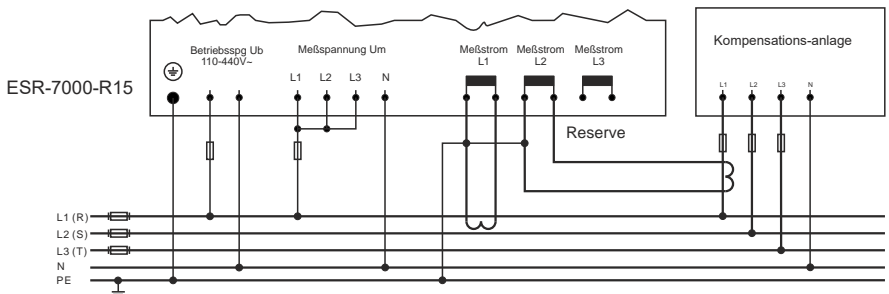 Betriebsspg Ub
110-440V~
Meßspannung Um
Meßstrom
L1
Meßstrom
L2
Meßstrom
L3
Kompensations-anlage
L1 L2 L3 N
ESR-7000-R15
L1 L2 L3 N
Reserve
L1 (R)
L2 (S)
L3 (T)
N
PE